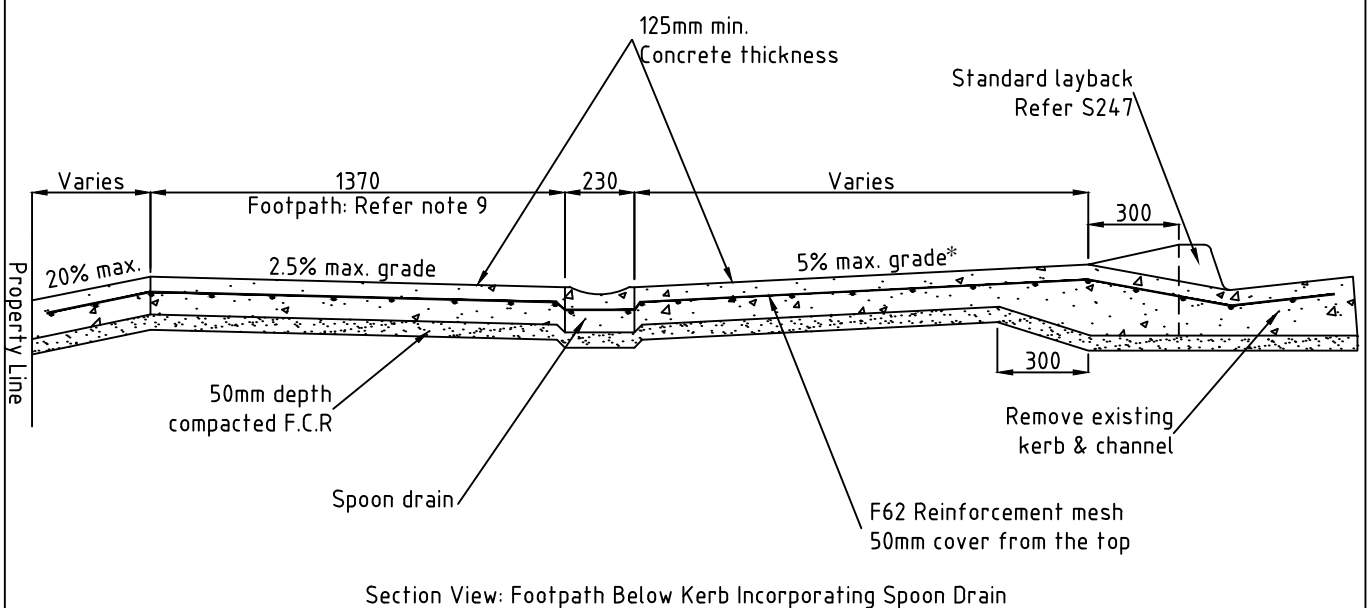 125mm min.
Concrete thickness
Standard layback
Refer S247
Varies
1370
230
Varies
Footpath: Refer note 9
300
20% max.
2.5% max. grade
5% max. grade*
Property Line
300
50mm depth
compacted F.C.R
Remove existing
kerb & channel
Spoon drain
F62 Reinforcement mesh
50mm cover from the top
Section View: Footpath Below Kerb Incorporating Spoon Drain